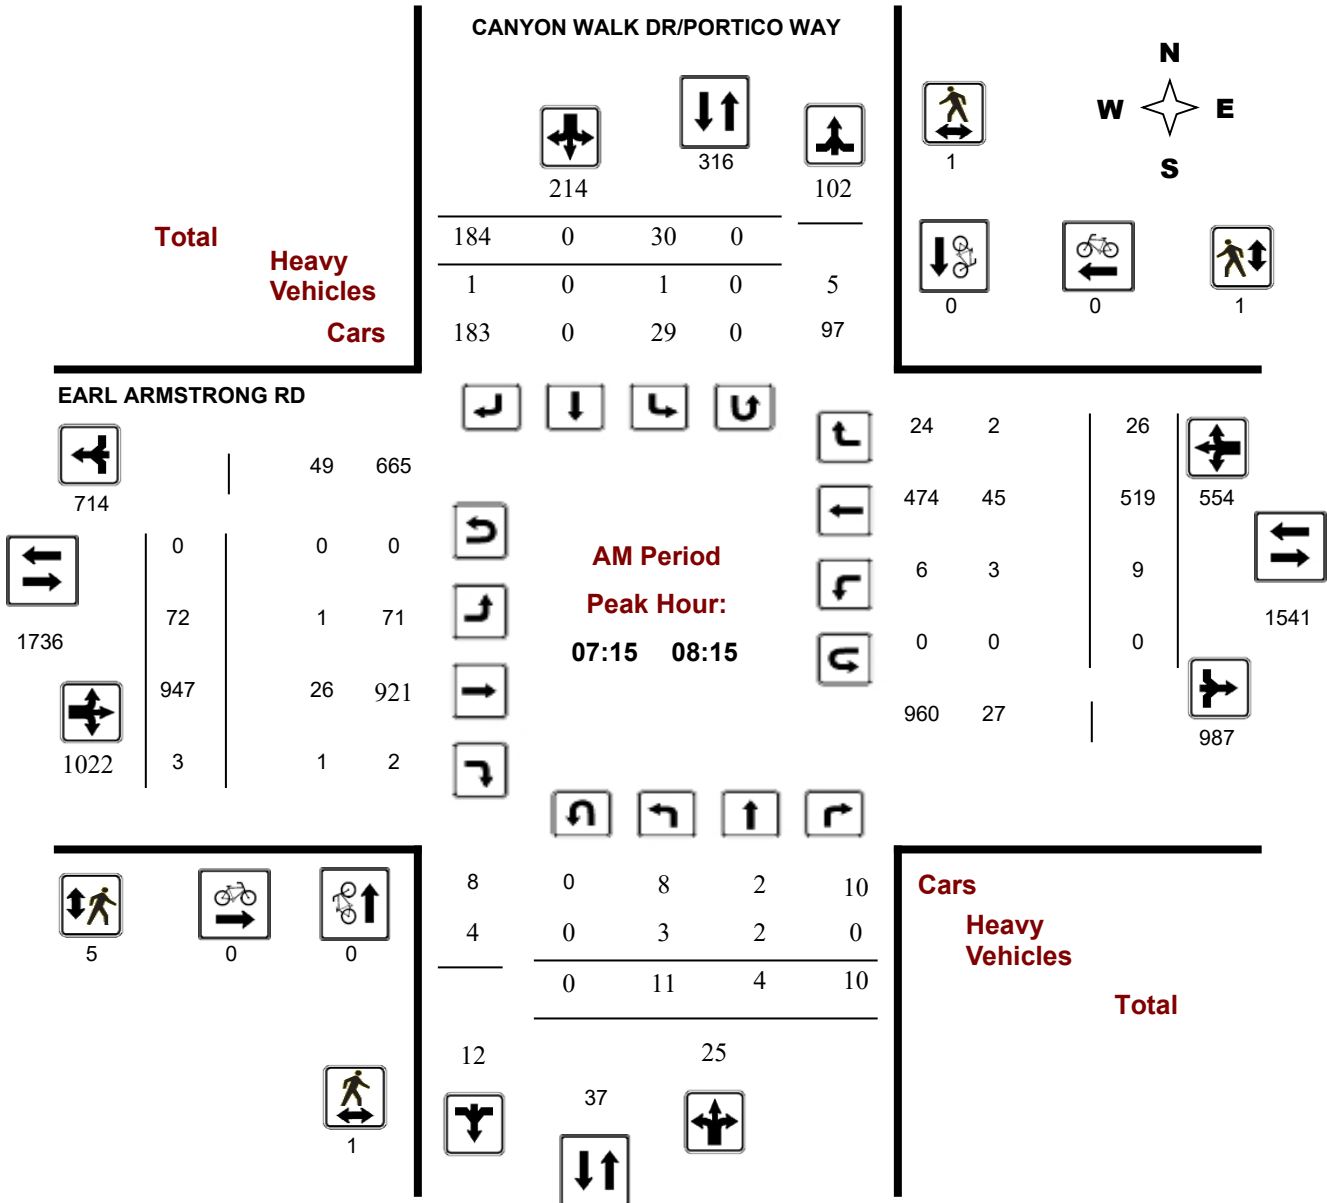 CANYON WALK DR/PORTICO WAY
N
W E
S
316
1
214
102
Total
184 0 30 0
Heavy
Vehicles
1 0 1 0 5
0 0 1
Cars
183 0 29 0 97
EARL ARMSTRONG RD
24 2 26
49 665
714
474 45 519 554
0 0 0
AM Period
6 3 9
Peak Hour:
72 1 71
1541
1736
07:15 08:15
0 0 0
947 26 921
960 27
987
1022 3 1 2
8 0 8 2 10
Cars
4 0 3 2 0
Heavy
Vehicles
5 0 0
0 11 4 10
Total
12 25
37
1